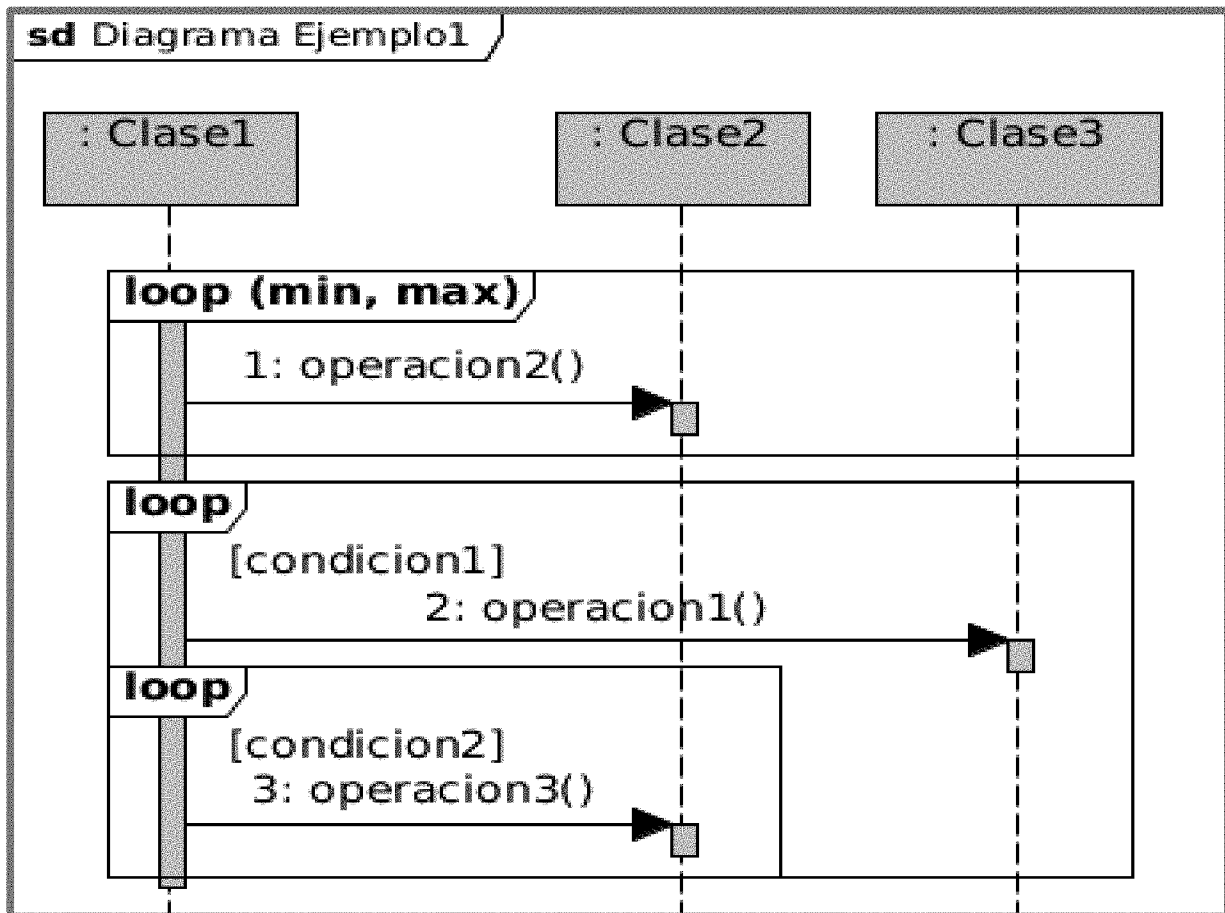 sd Diagrama Ejemplo1
: Clase1
: Clase2
: Clase3
loop (min, max)
1: operacion2()
loop
[condicion1]
2: operacion1()
loop
[condicion2]
3: operacion3()